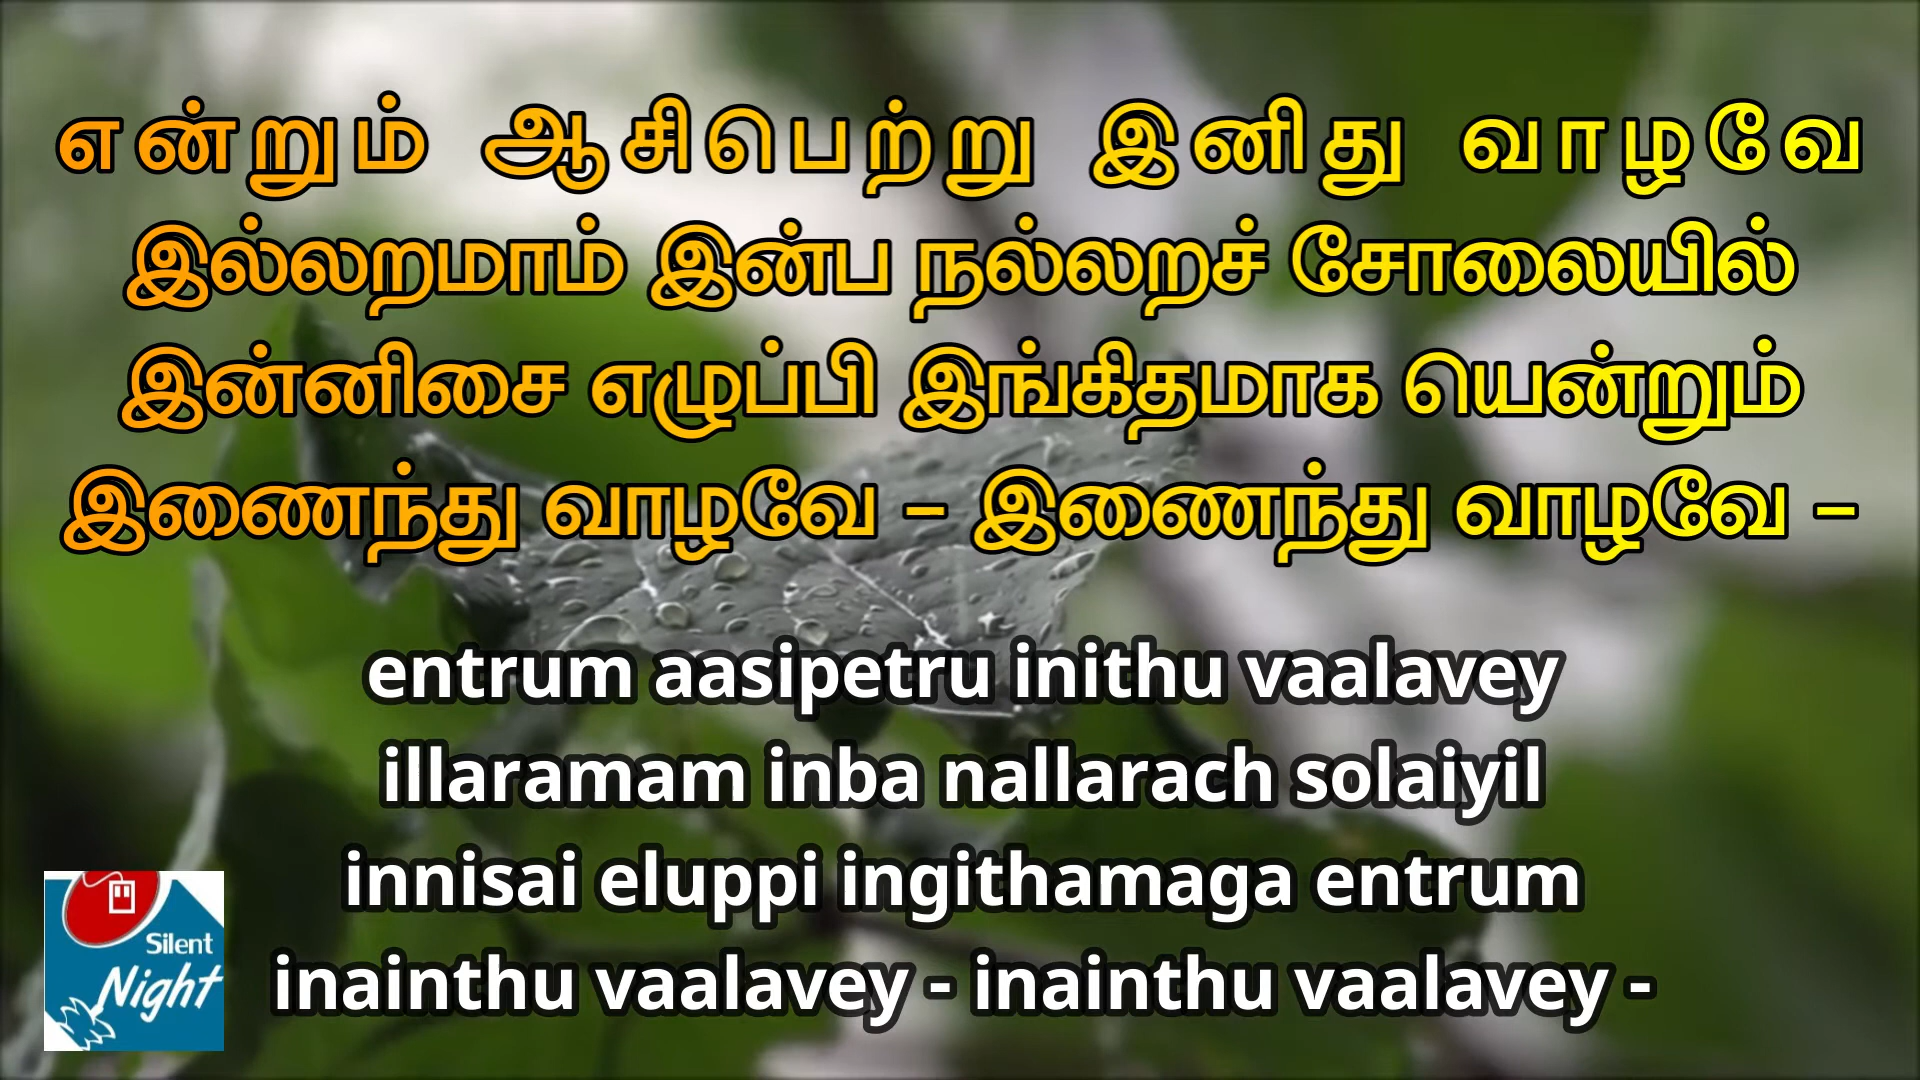 என்றும் ஆசிபெற்று இனிது வாழவே
இல்லறமாம் இன்ப நல்லறச் சோலையில்
இன்னிசை எழுப்பி இங்கிதமாக யென்றும்
இணைந்து வாழவே – இணைந்து வாழவே –
entrum aasipetru inithu vaalavey
illaramam inba nallarach solaiyil
innisai eluppi ingithamaga entrum
inainthu vaalavey - inainthu vaalavey -
Silent
Night